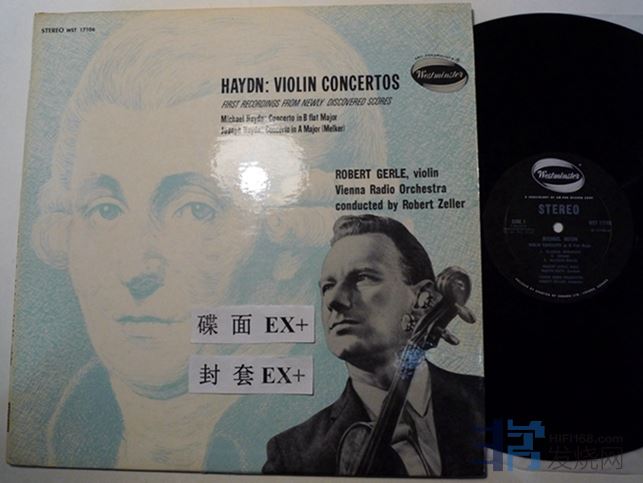 STEREO WST 17106
Westminster
HAYDN: VIOLIN CONCERTOS
FIRST RECORDINGS FROM NEWLY DISCOVERED SCORES
Michael Haydn: Concerto in B flat Major
Joseph Haydn: Concerto in A Major (Melker)
ROBERT GERLE, violin
Vienna Radio Orchestra
conducted by Robert Zeller
碟面 EX+
封套 EX+
Westminster
STEREO
SIDE 1
MICHAEL HAYDN
HIFI168.com
发烧网